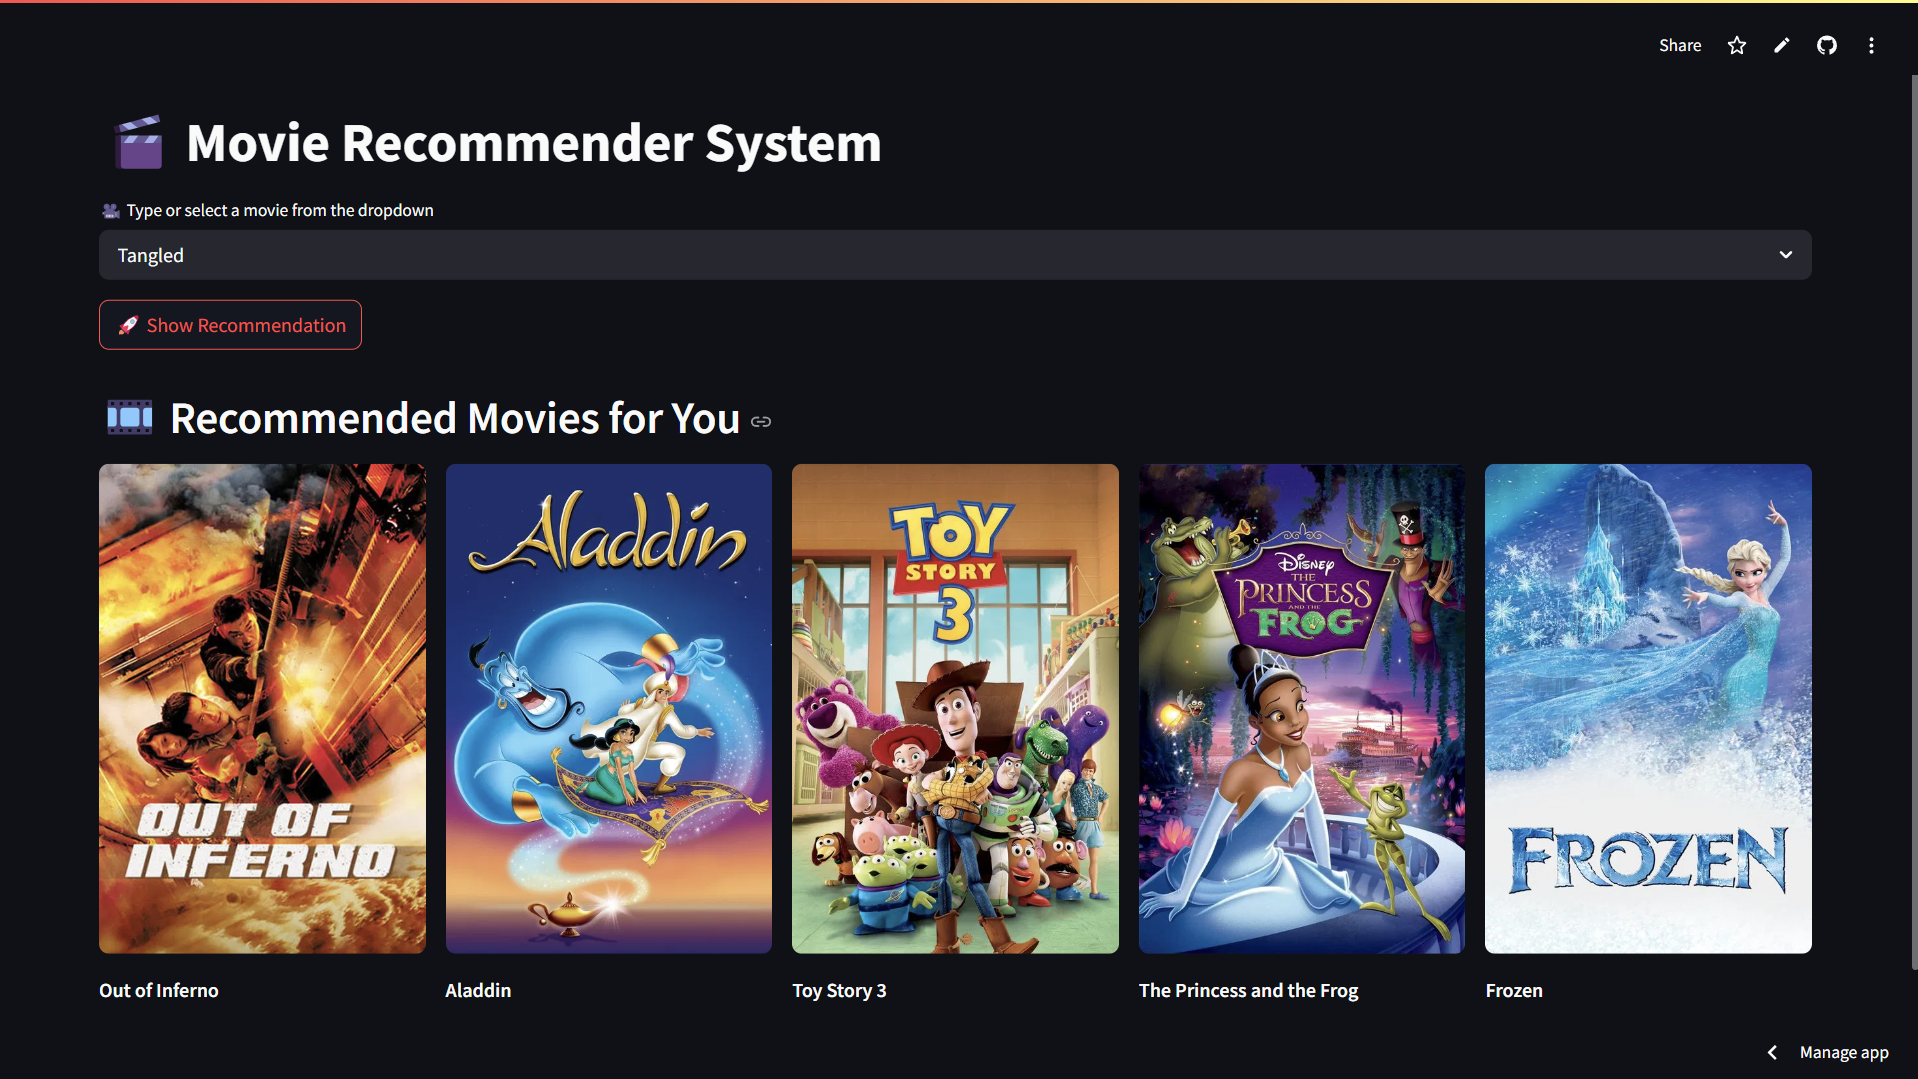 Share
Movie Recommender System
Type or select a movie from the dropdown
Tangled
Show Recommendation
Recommended Movies for You
OUT OF
INFERNO
Aladdin
TOY
STORY
3
Disney
THE
PRINCESS
AND THE
FROG
FROZEN
Out of Inferno
Aladdin
Toy Story 3
The Princess and the Frog
Frozen
Manage app